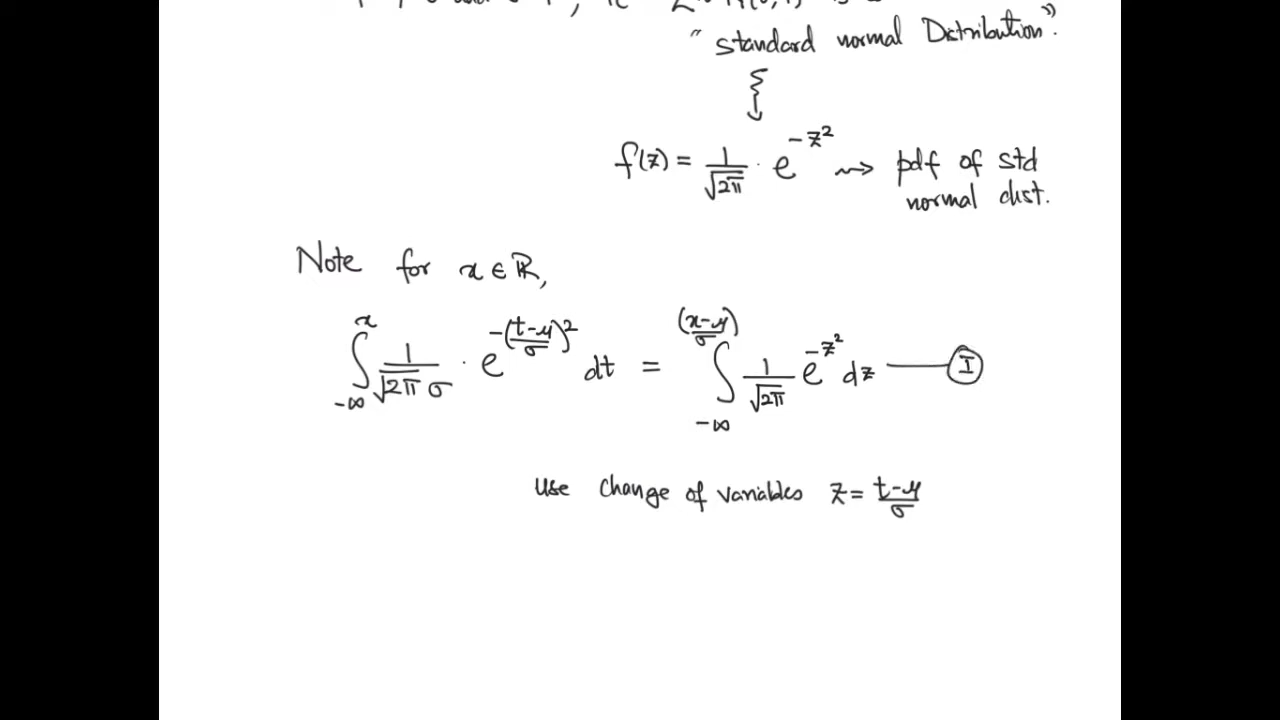 " standard normal Distribution".
f(z) = 1/√2π · e^{-z²} ⇝ pdf of std
normal dist.
Note for x ∈ ℝ,
∫_{-∞}^{x} 1/(√2π σ) · e^{-((t-μ)/σ)²} dt = ∫_{-∞}^{((x-μ)/σ)} 1/√2π e^{-z²} dz —— Ⓘ
Use change of variables z = (t-μ)/σ